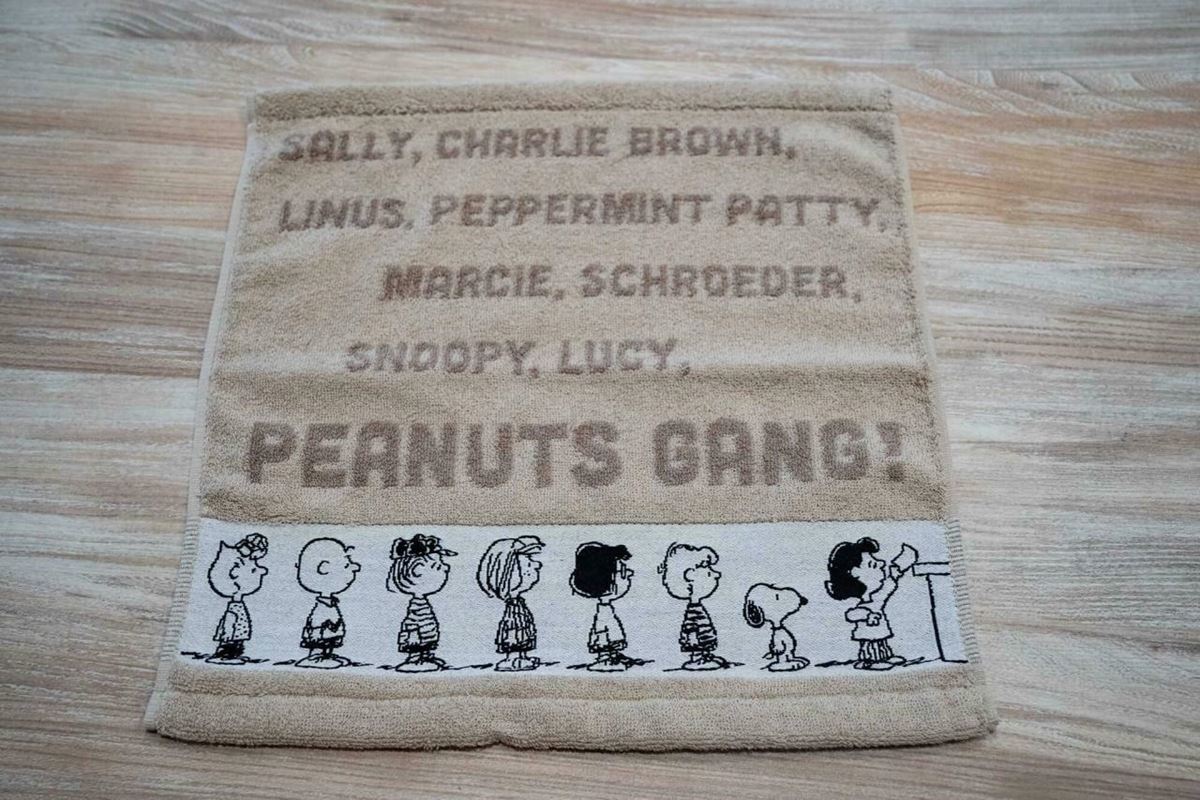 SALLY, CHARLIE BROWN,
LINUS, PEPPERMINT PATTY,
MARCIE, SCHROEDER,
SNOOPY, LUCY,
PEANUTS GANG!